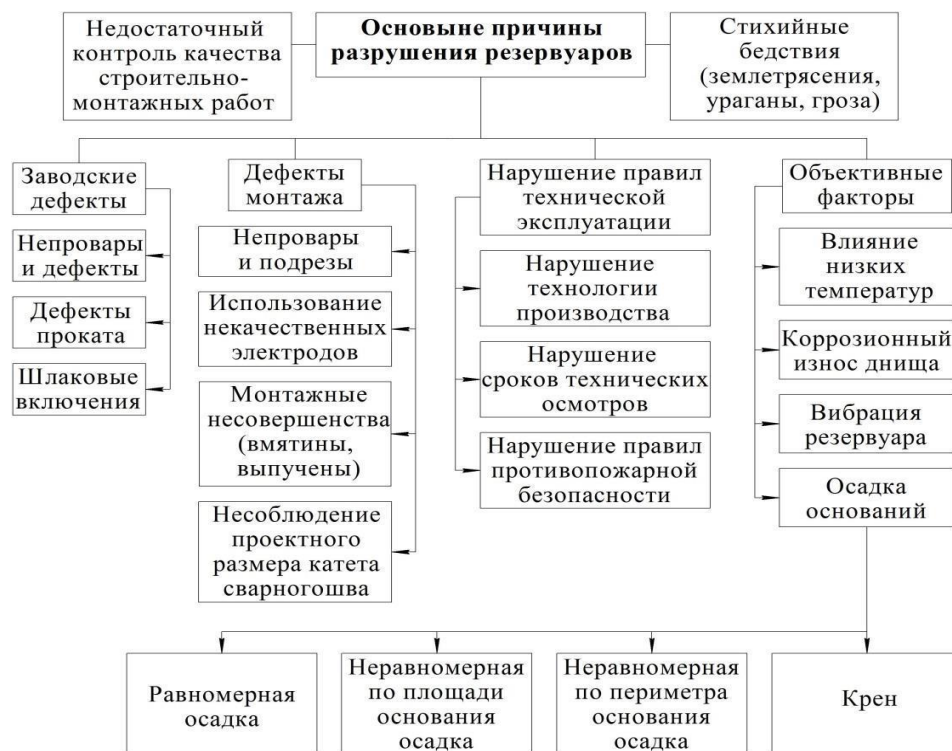 Недостаточный
контроль качества
строительно-
монтажных работ
Основыне причины
разрушения резервуаров
Стихийные
бедствия
(землетрясения,
ураганы, гроза)
Заводские
дефекты
Непровары
и дефекты
Дефекты
проката
Шлаковые
включения
Дефекты
монтажа
Непровары
и подрезы
Использование
некачественных
электродов
Монтажные
несовершенства
(вмятины,
выпучены)
Несоблюдение
проектного
размера катета
сварногошва
Нарушение правил
технической
эксплуатации
Нарушение
технологии
производства
Нарушение
сроков технических
осмотров
Нарушение правил
противопожарной
безопасности
Объективные
факторы
Влияние
низких
температур
Коррозионный
износ днища
Вибрация
резервуара
Осадка
оснований
Равномерная
осадка
Неравномерная
по площади
основания
осадка
Неравномерная
по периметра
основания
осадка
Крен